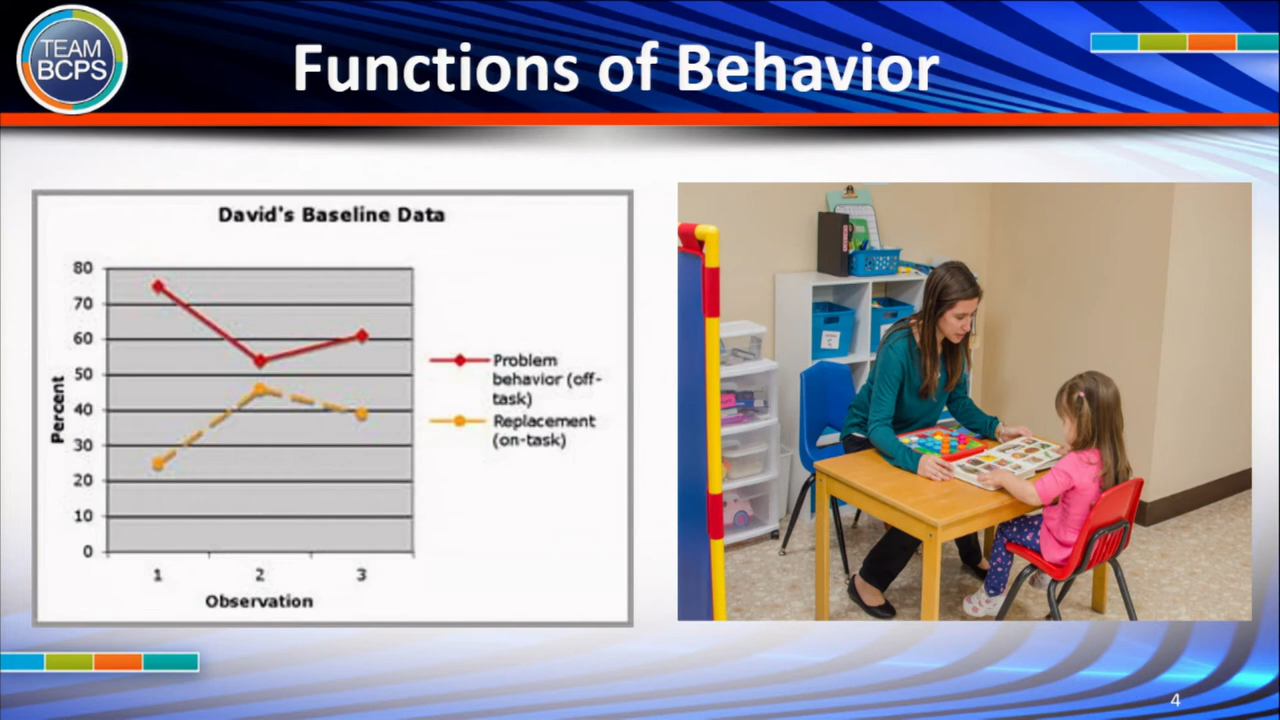 TEAM
BCPS
Functions of Behavior
David's Baseline Data
80
70
60
50
40
30
20
10
0
Percent
1 2 3
Observation
Problem
behavior (off-
task)
Replacement
(on-task)
4